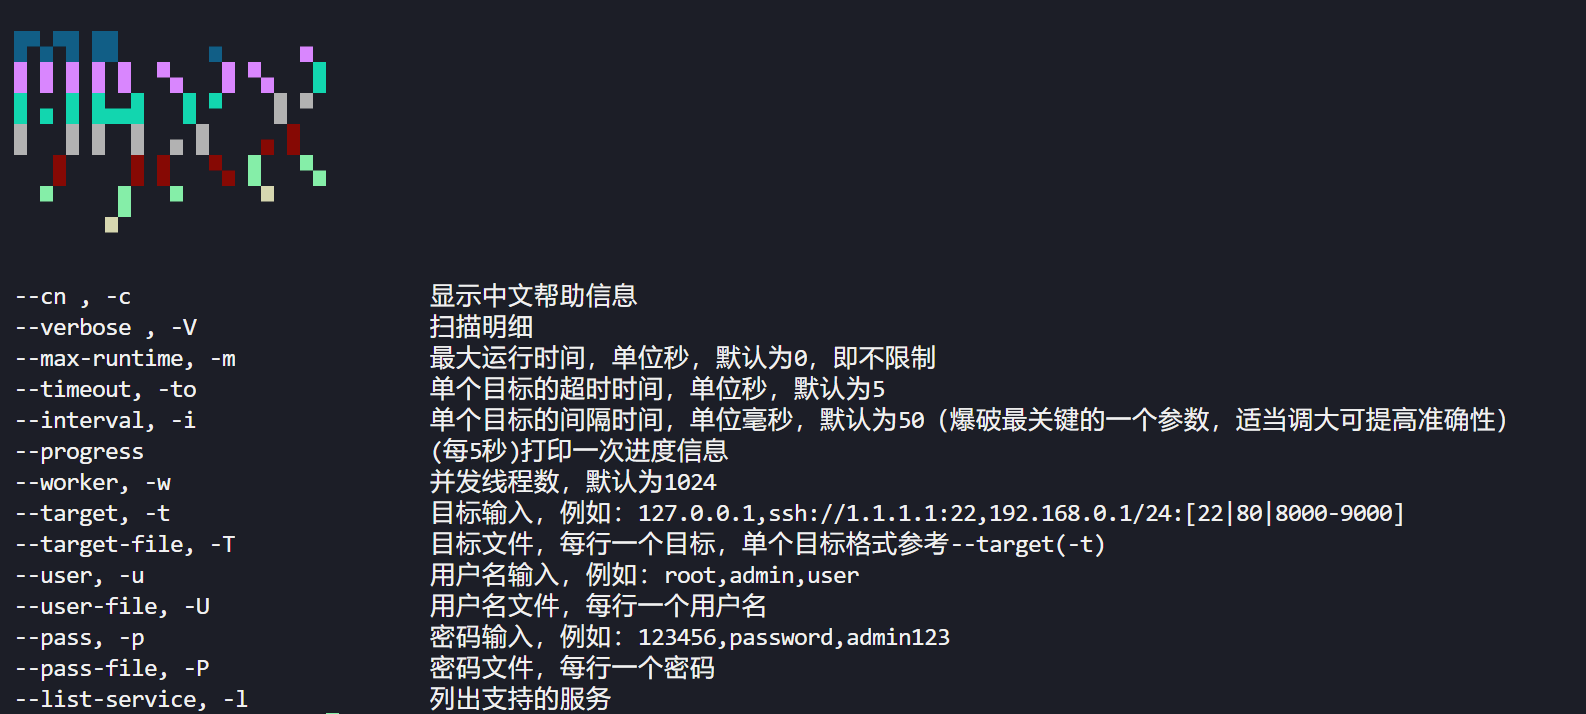 MAXX
--cn , -c 显示中文帮助信息
--verbose , -V 扫描明细
--max-runtime, -m 最大运行时间，单位秒，默认为0，即不限制
--timeout, -to 单个目标的超时时间，单位秒，默认为5
--interval, -i 单个目标的间隔时间，单位毫秒，默认为50（爆破最关键的一个参数，适当调大可提高准确性）
--progress (每5秒)打印一次进度信息
--worker, -w 并发线程数，默认为1024
--target, -t 目标输入，例如：127.0.0.1,ssh://1.1.1.1:22,192.168.0.1/24:[22|80|8000-9000]
--target-file, -T 目标文件，每行一个目标，单个目标格式参考--target(-t)
--user, -u 用户名输入，例如：root,admin,user
--user-file, -U 用户名文件，每行一个用户名
--pass, -p 密码输入，例如：123456,password,admin123
--pass-file, -P 密码文件，每行一个密码
--list-service, -l 列出支持的服务